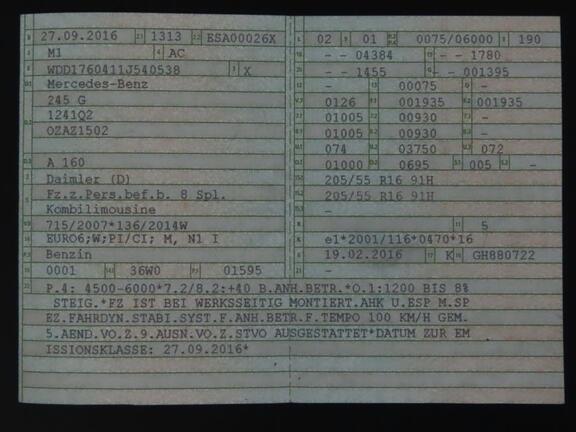 27.09.2016 1313 ESA00026X
M1 AC
WDD1760411J540538 X
Mercedes-Benz
245 G
1241Q2
OZAZ1502
A 160
Daimler (D)
Fz.z.Pers.bef.b. 8 Spl.
Kombilimousine
715/2007*136/2014W
EURO6;W;PI/CI; M, N1 I
Benzin
0001 36W0 01595
02 01 0075/06000 190
- - 04384 - - 1780
- - 1455 - - 001395
- 00075 -
0126 001935 001935
01005 00930 -
01005 00930 -
074 03750 072
01000 0695 005 -
205/55 R16 91H
205/55 R16 91H
-
- 5
e1*2001/116*0470*16
19.02.2016 K GH880722
-
P.4: 4500-6000*7.2/8.2:+40 B.ANH.BETR.*O.1:1200 BIS 8%
STEIG.*FZ IST BEI WERKSSEITIG MONTIERT.AHK U.ESP M.SP
EZ.FAHRDYN.STABI.SYST.F.ANH.BETR.F.TEMPO 100 KM/H GEM.
5.AEND.VO.Z.9.AUSN.VO.Z.STVO AUSGESTATTET*DATUM ZUR EM
ISSIONSKLASSE: 27.09.2016*